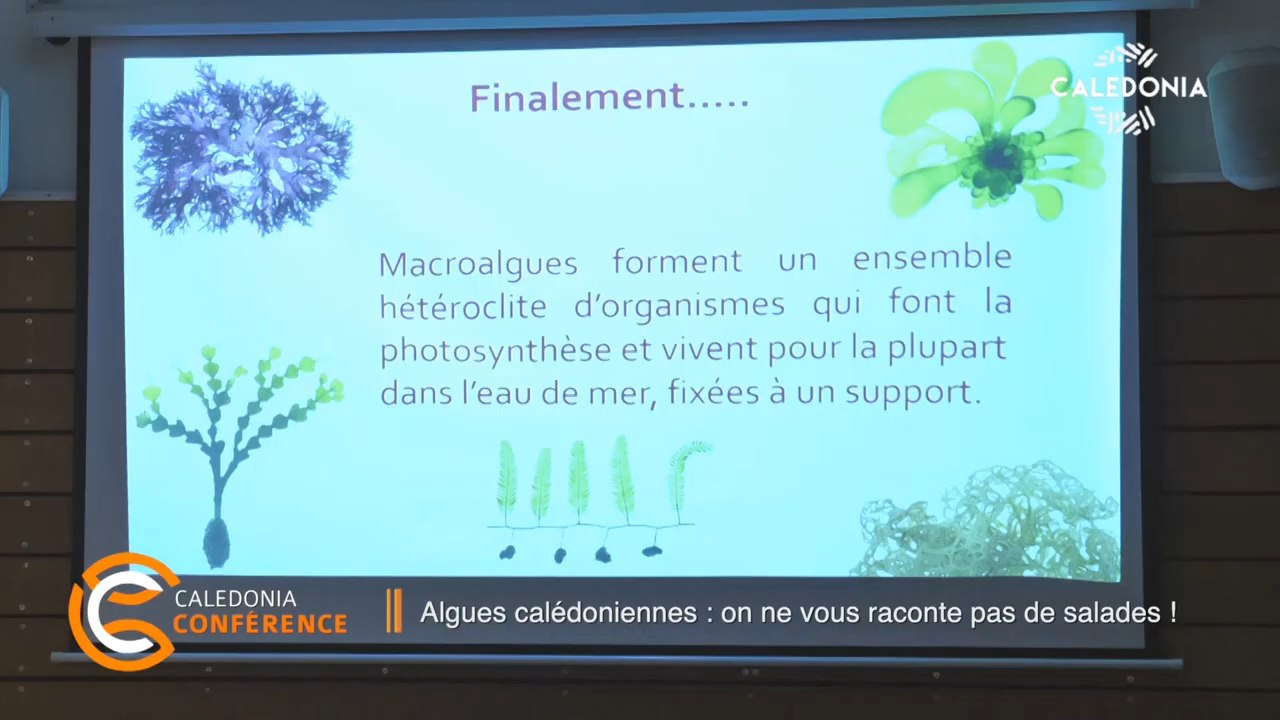 Finalement.....
CALEDONIA
Macroalgues forment un ensemble
hétéroclite d'organismes qui font la
photosynthèse et vivent pour la plupart
dans l'eau de mer, fixées à un support.
CALEDONIA
CONFÉRENCE
Algues calédoniennes : on ne vous raconte pas de salades !